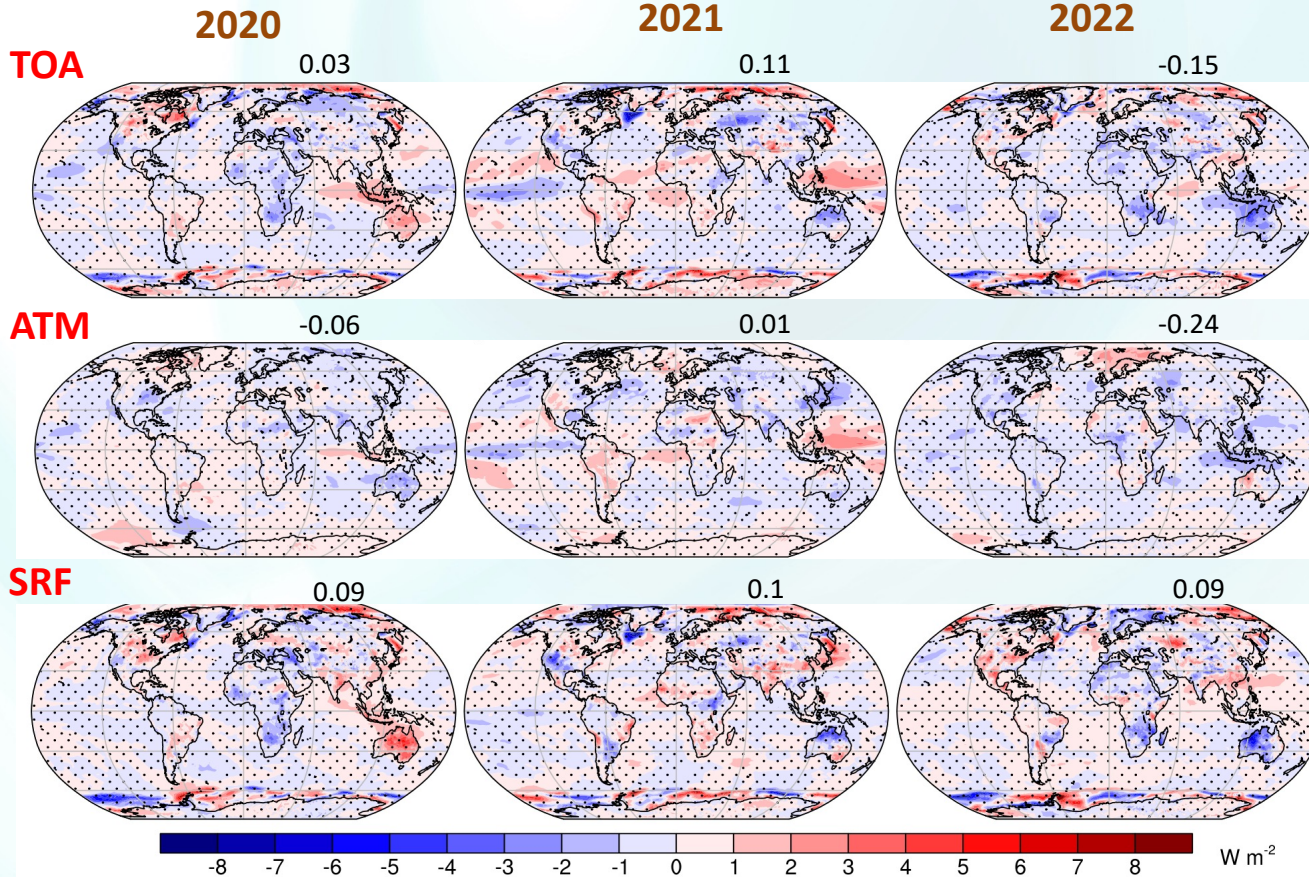 2020 2021 2022
TOA 0.03 0.11 -0.15
ATM -0.06 0.01 -0.24
SRF 0.09 0.1 0.09
-8 -7 -6 -5 -4 -3 -2 -1 0 1 2 3 4 5 6 7 8 W m⁻²